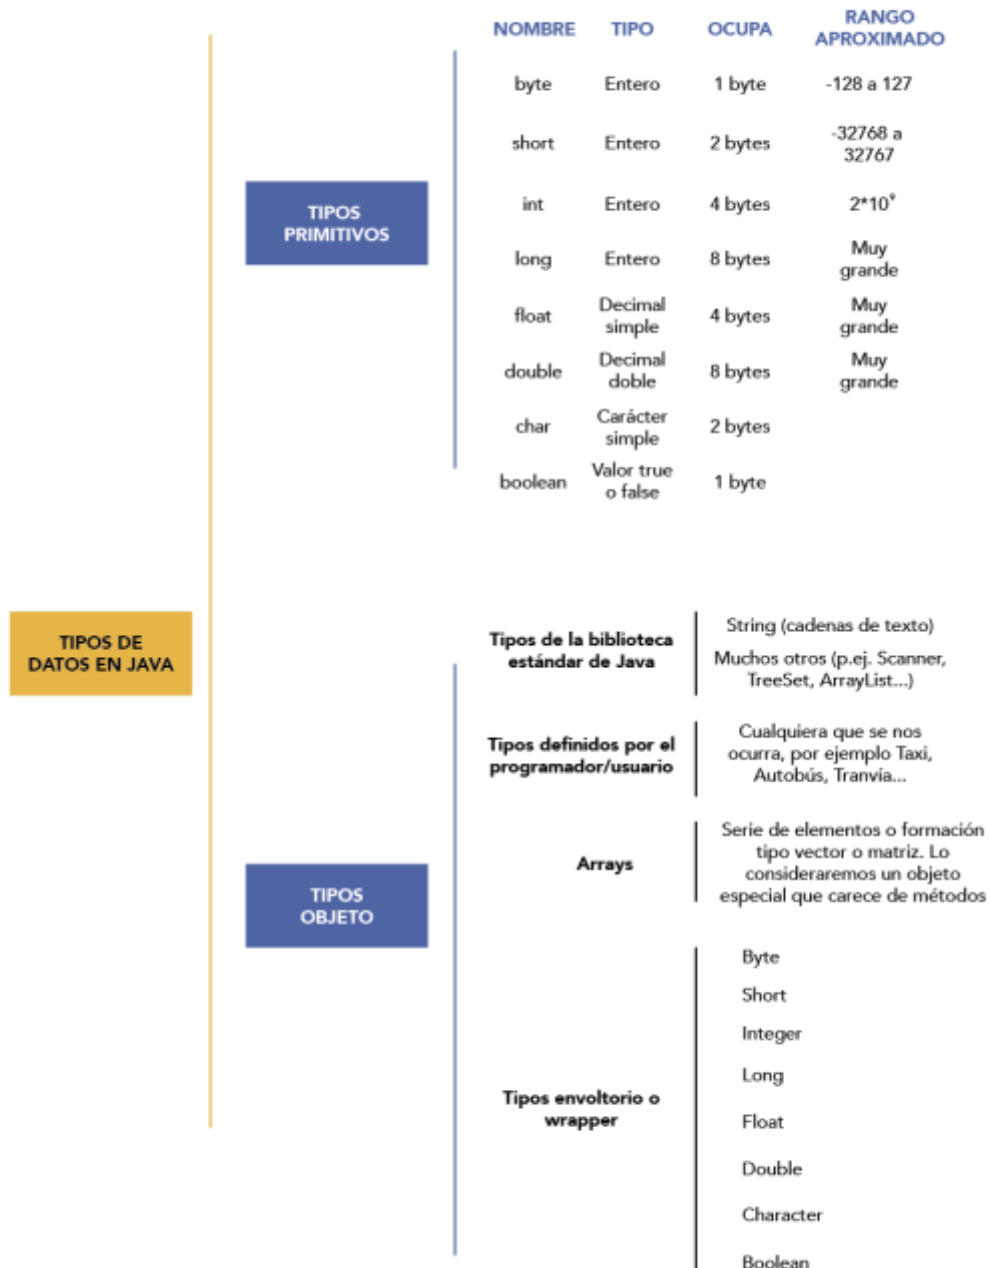 NOMBRE TIPO OCUPA RANGO
APROXIMADO
byte Entero 1 byte -128 a 127
short Entero 2 bytes -32768 a
32767
TIPOS
PRIMITIVOS
int Entero 4 bytes 2*10⁹
long Entero 8 bytes Muy
grande
float Decimal
simple 4 bytes Muy
grande
double Decimal
doble 8 bytes Muy
grande
char Carácter
simple 2 bytes
boolean Valor true
o false 1 byte
TIPOS DE
DATOS EN JAVA
Tipos de la biblioteca
estándar de Java
String (cadenas de texto)
Muchos otros (p.ej. Scanner,
TreeSet, ArrayList...)
Tipos definidos por el
programador/usuario
Cualquiera que se nos
ocurra, por ejemplo Taxi,
Autobús, Tranvía...
Arrays
Serie de elementos o formación
tipo vector o matriz. Lo
consideraremos un objeto
especial que carece de métodos
TIPOS
OBJETO
Tipos envoltorio o
wrapper
Byte
Short
Integer
Long
Float
Double
Character
Boolean